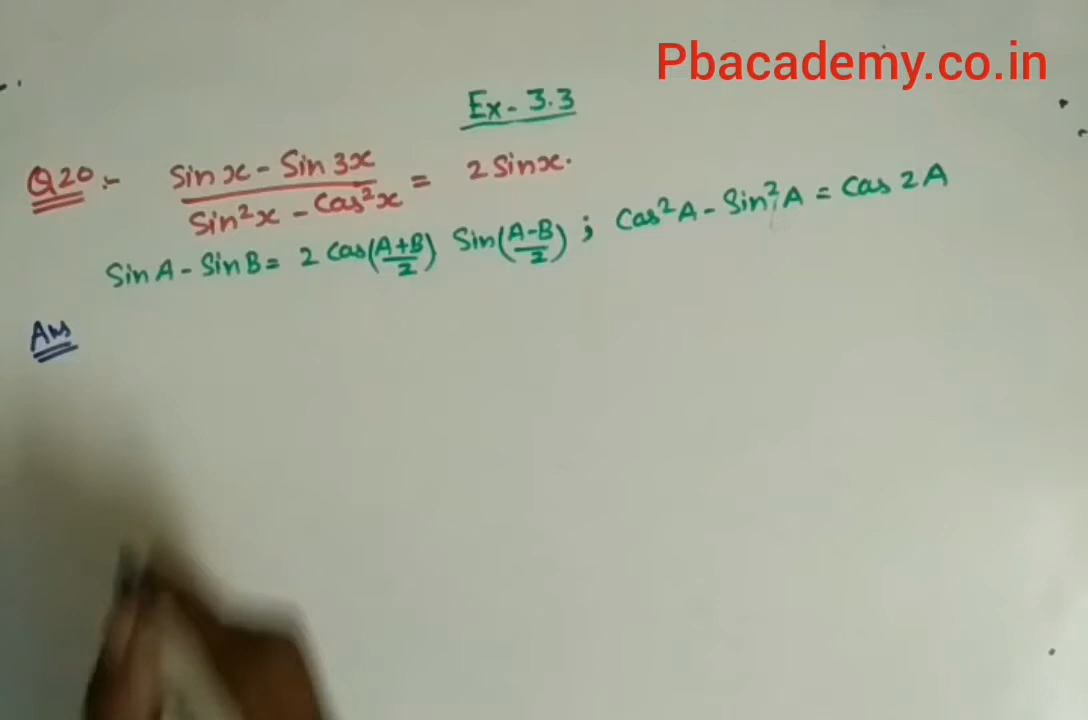 Pbacademy.co.in
Ex - 3.3
Q20:- (Sin x - Sin 3x)/(Sin²x - Cos²x) = 2 Sin x.
Sin A - Sin B = 2 Cos((A+B)/2) Sin((A-B)/2) ; Cos²A - Sin²A = Cos 2A
Ans